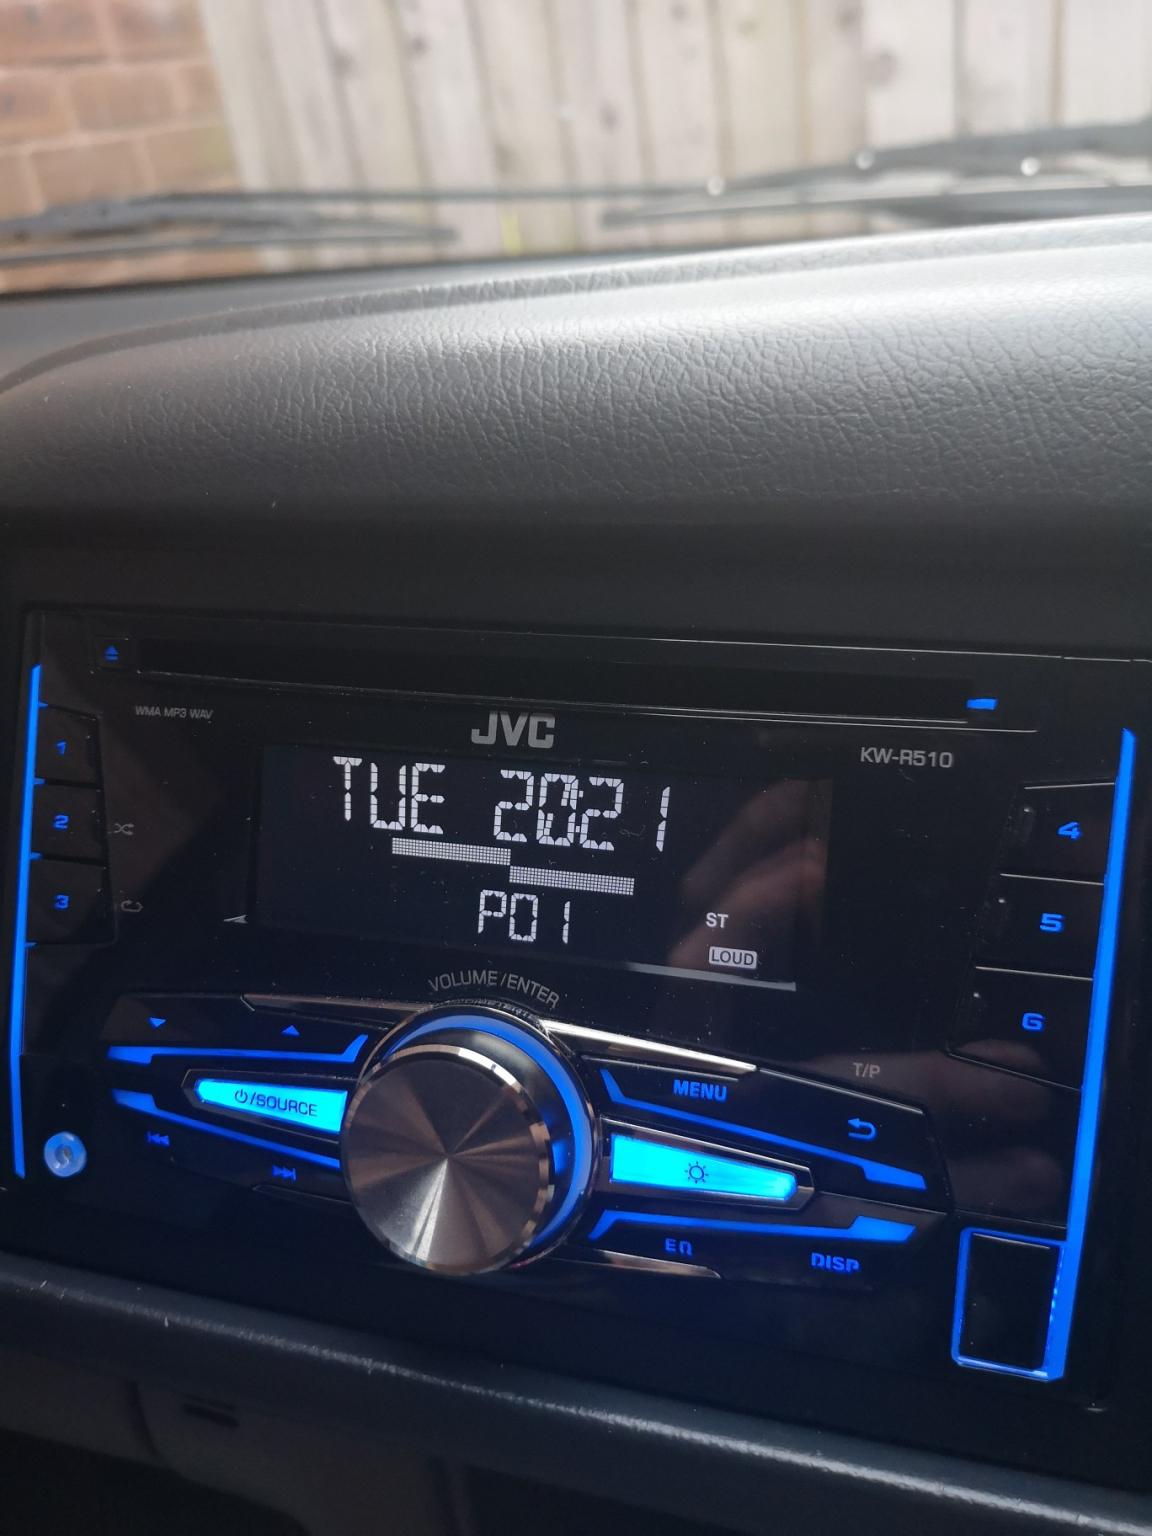 WMA MP3 WAV
JVC
KW-R510
TUE 2021
P01
ST
LOUD
VOLUME/ENTER
1
2
3
4
5
6
T/P
MENU
/SOURCE
EQ
DISP